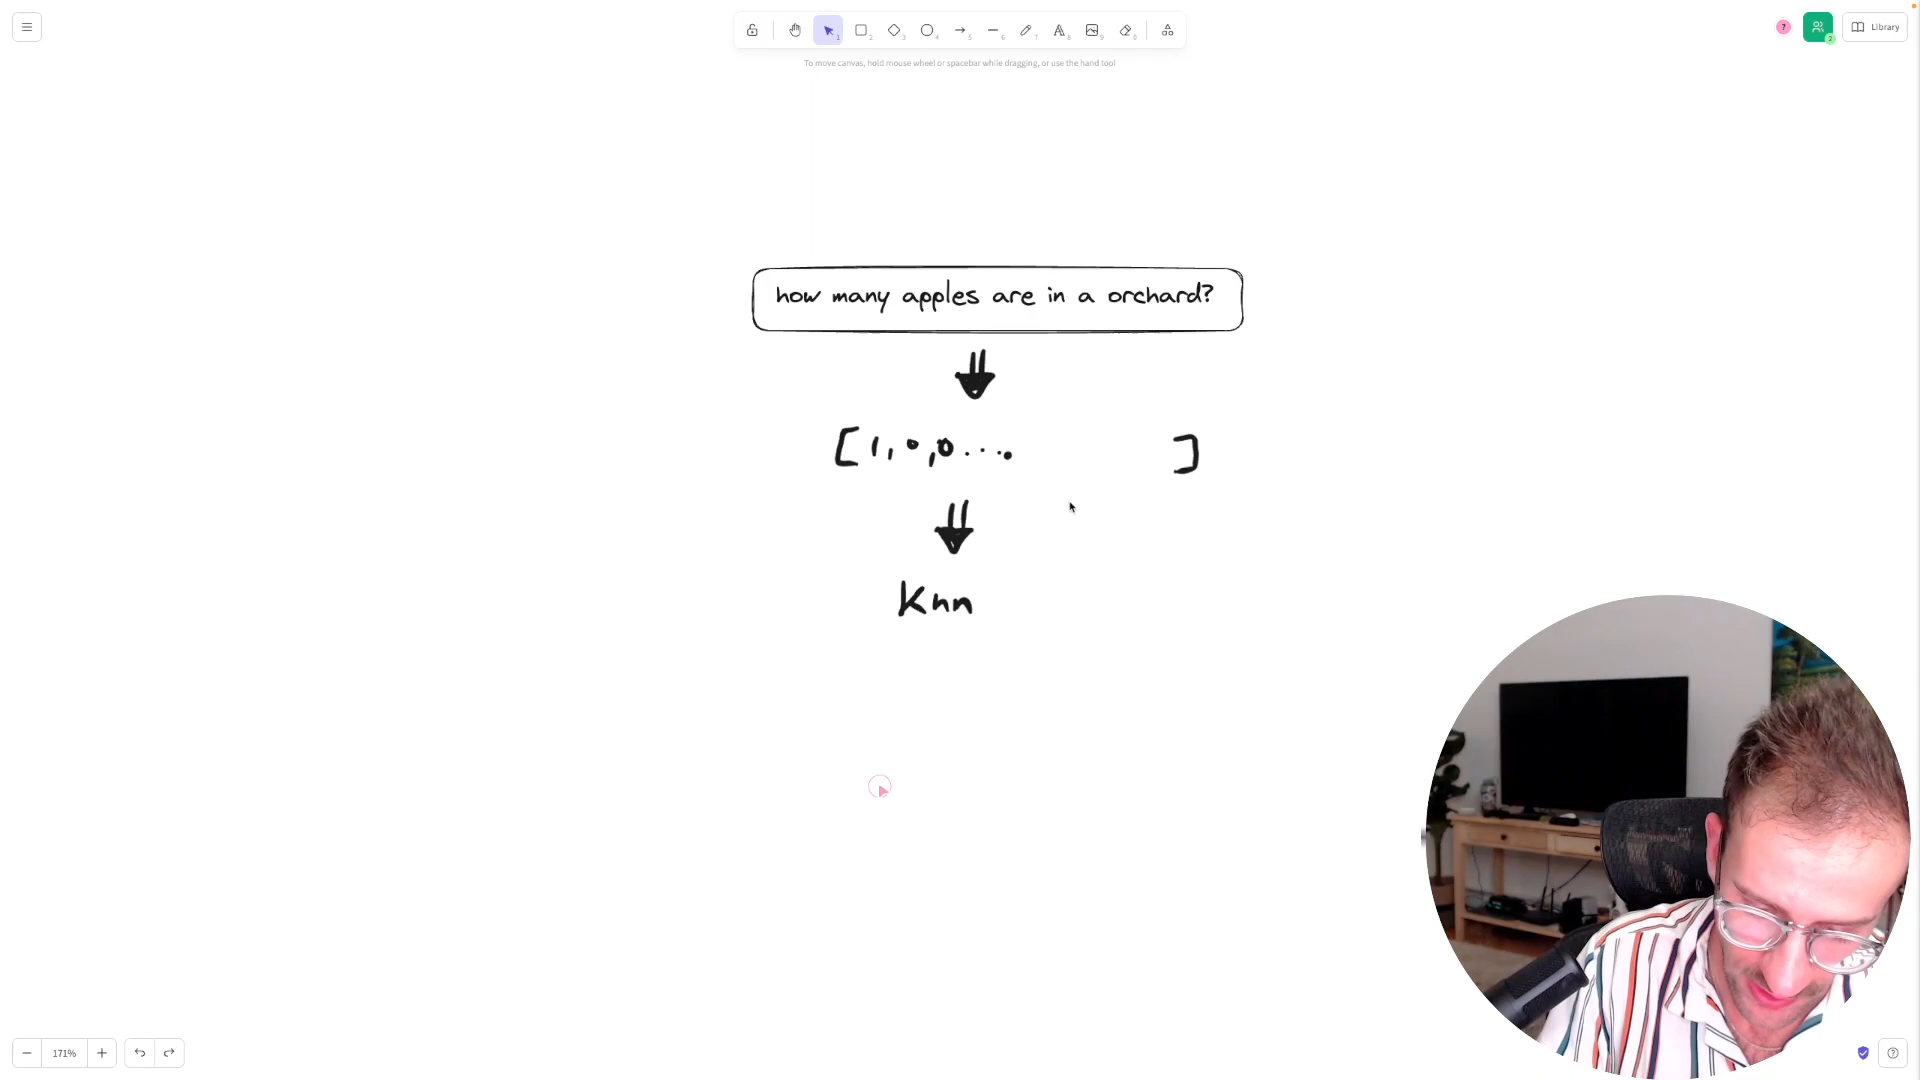 Library
To move canvas, hold mouse wheel or spacebar while dragging, or use the hand tool
how many apples are in a orchard?
[1,0,0.... ]
Knn
171%